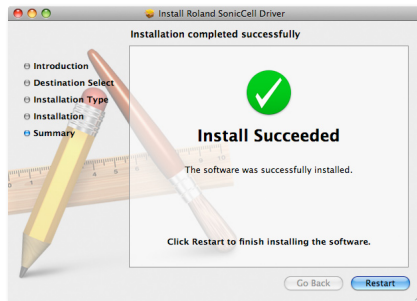 Install Roland SonicCell Driver
Installation completed successfully
Introduction
Destination Select
Installation Type
Installation
Summary
Install Succeeded
The software was successfully installed.
Click Restart to finish installing the software.
Go Back
Restart